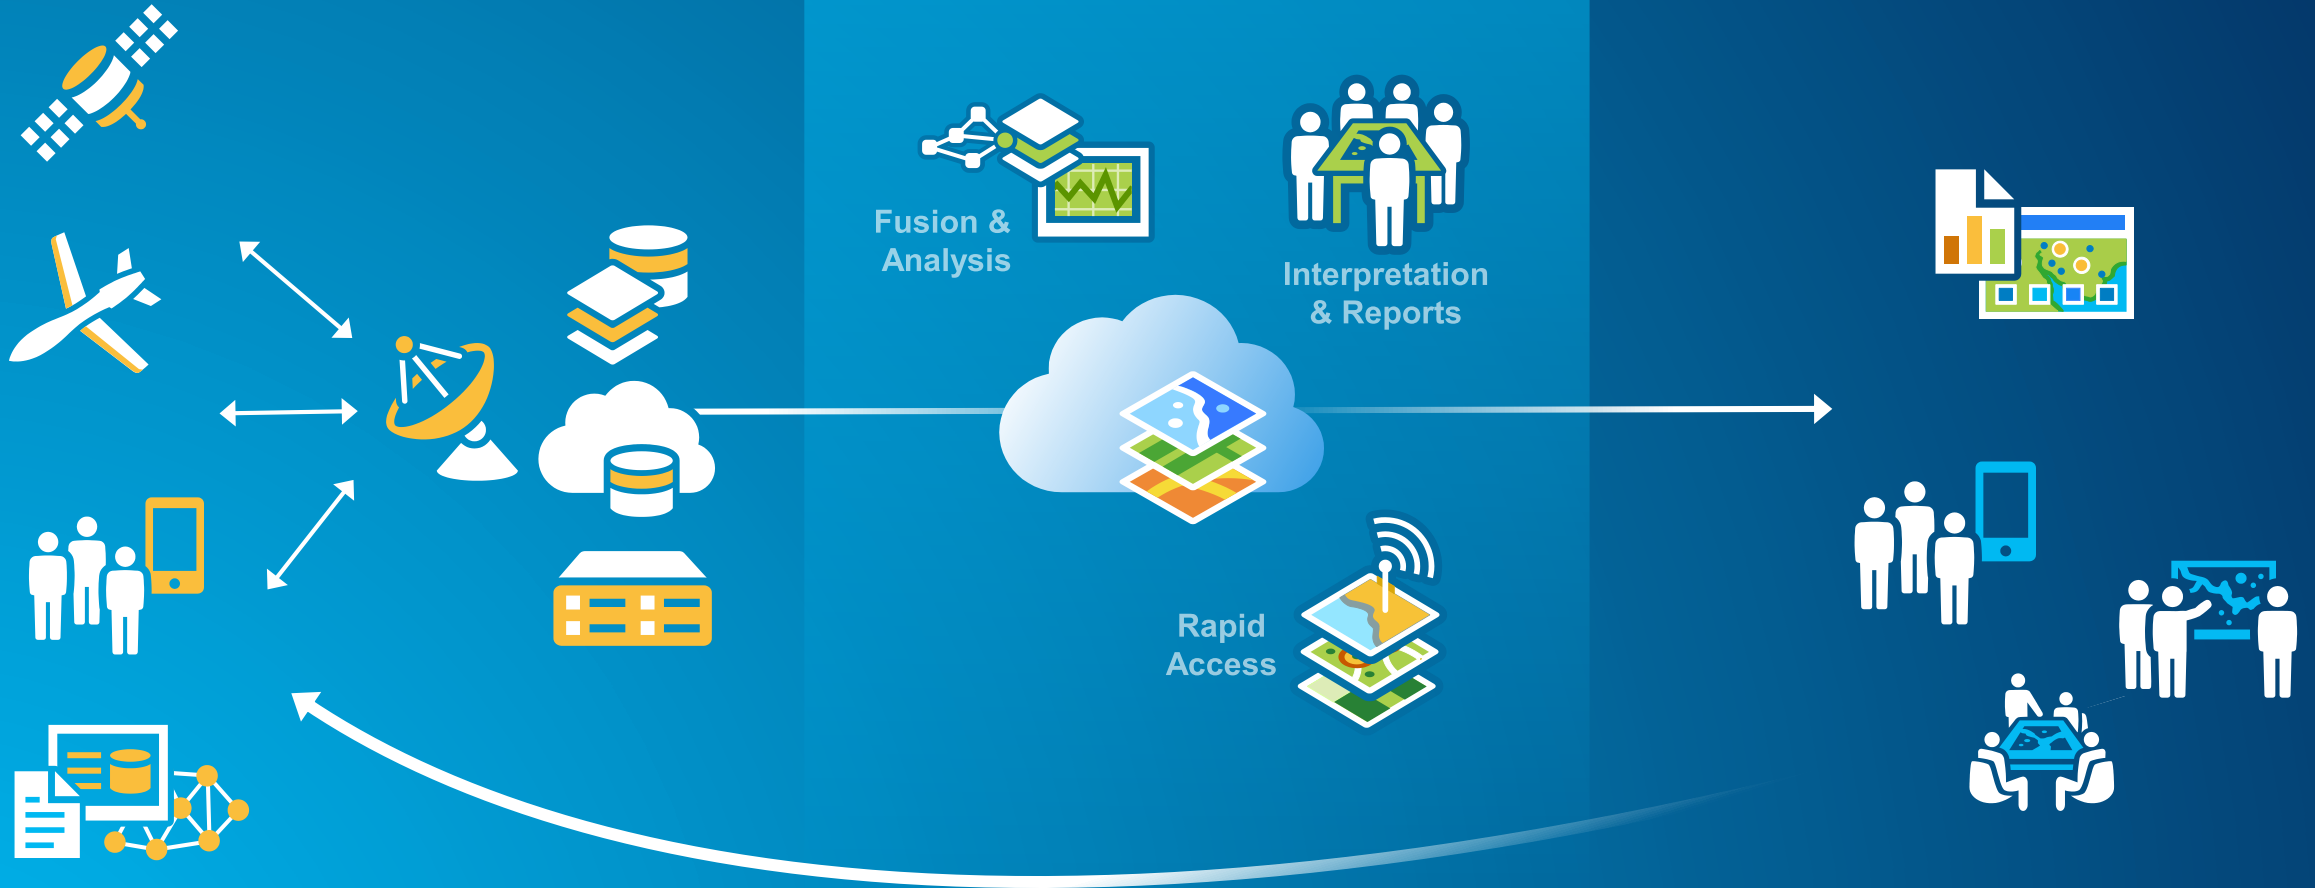 Fusion &
Analysis
Interpretation
& Reports
Rapid
Access